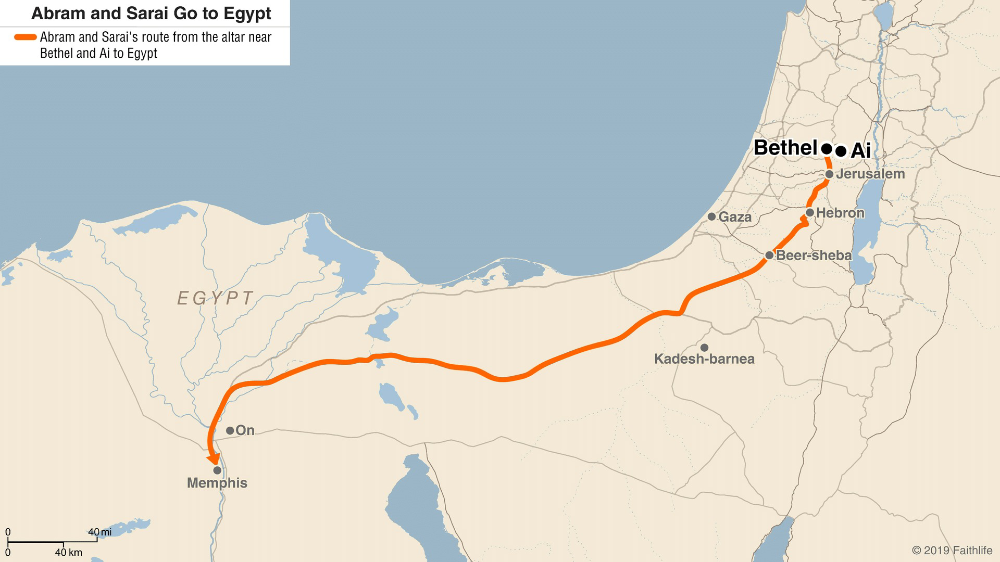 Abram and Sarai Go to Egypt
Abram and Sarai's route from the altar near
Bethel and Ai to Egypt
Bethel
Ai
Jerusalem
Gaza
Hebron
Beer-sheba
EGYPT
Kadesh-barnea
On
Memphis
0 40 mi
0 40 km
© 2019 Faithlife